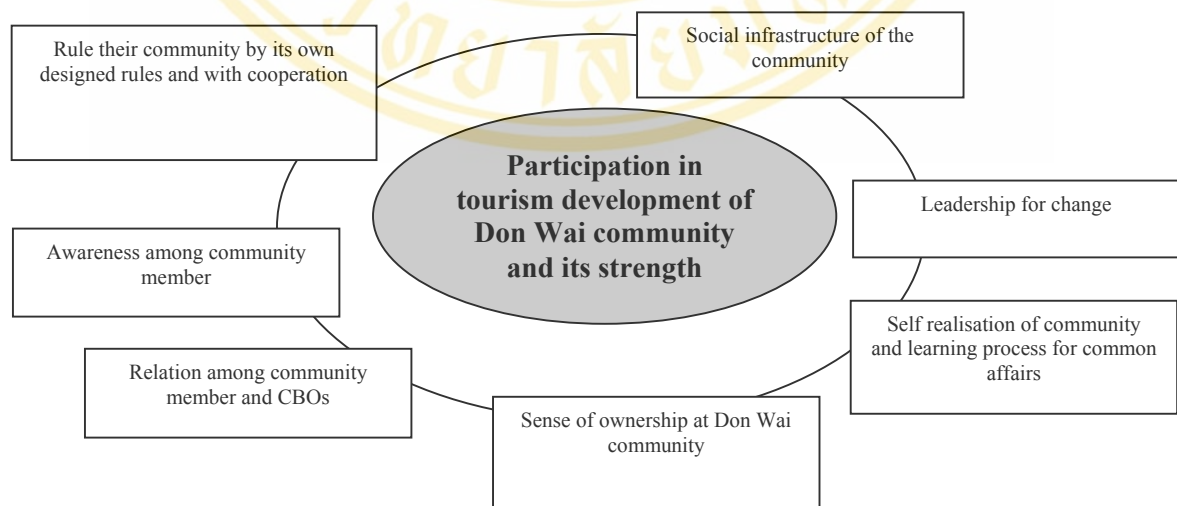 Rule their community by its own
designed rules and with cooperation
Social infrastructure of the
community
Participation in
tourism development of
Don Wai community
and its strength
Leadership for change
Awareness among community
member
Self realisation of community
and learning process for common
affairs
Relation among community
member and CBOs
Sense of ownership at Don Wai
community